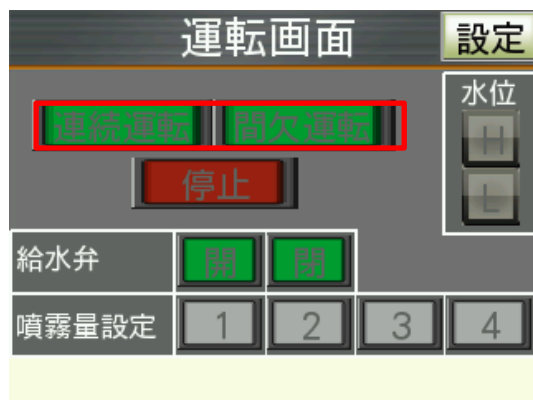 運転画面 設定
水位
連続運転 間欠運転
H
停止
L
給水弁 開 閉
噴霧量設定 1 2 3 4